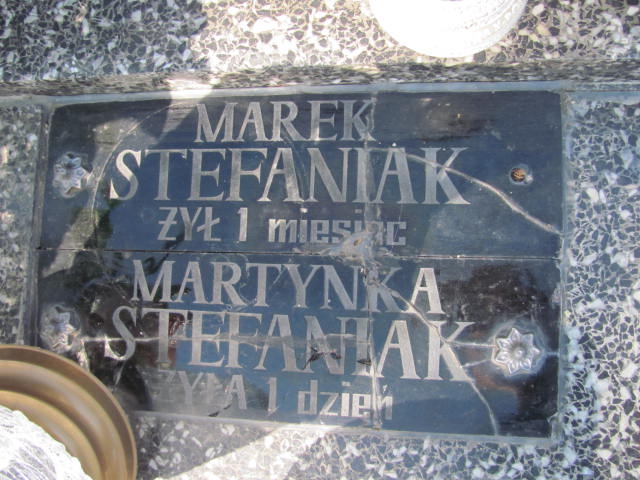 MAREK
STEFANIAK
ŻYŁ 1 miesiąc
MARTYNKA
STEFANIAK
ŻYŁA 1 dzień